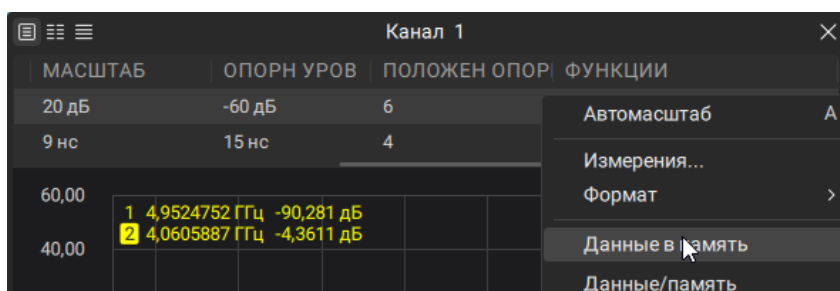 Канал 1
МАСШТАБ ОПОРН УРОВ ПОЛОЖЕН ОПОР ФУНКЦИИ
20 дБ -60 дБ 6
9 нс 15 нс 4
Автомасштаб A
Измерения...
Формат
Данные в память
Данные/память
60,00
1 4,9524752 ГГц -90,281 дБ
2 4,0605887 ГГц -4,3611 дБ
40,00